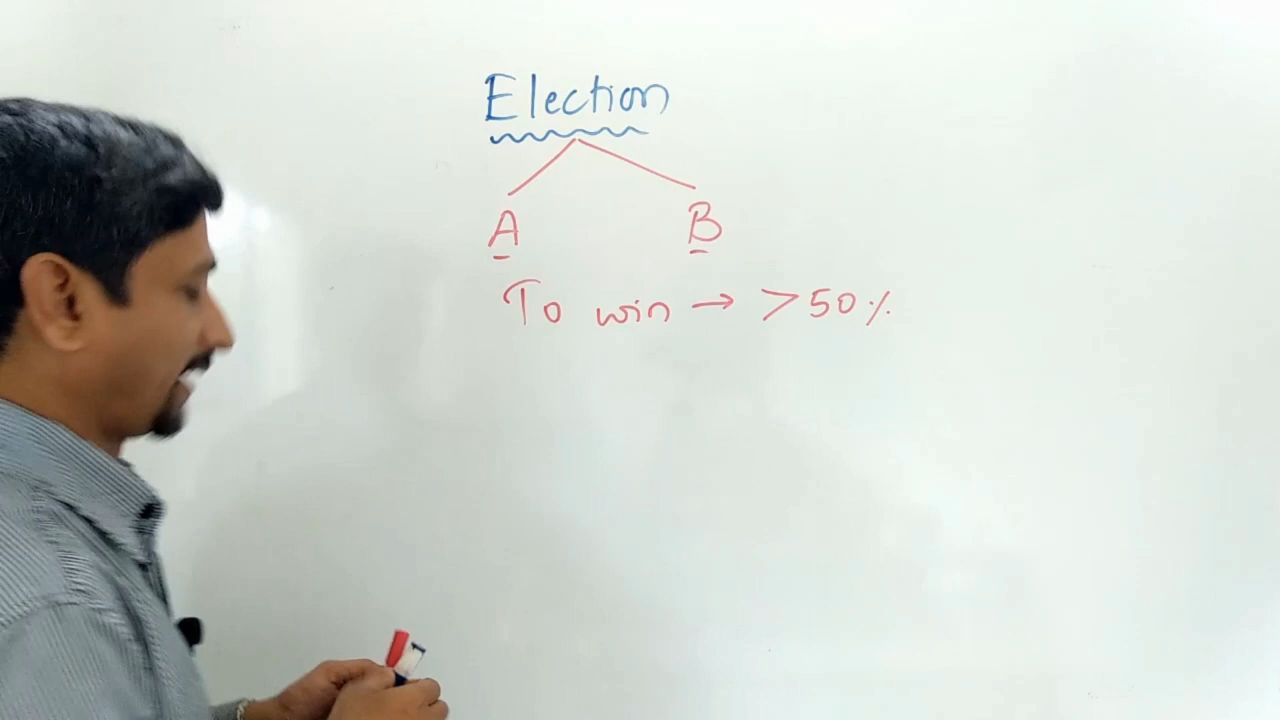 Election
A B
To win → >50%